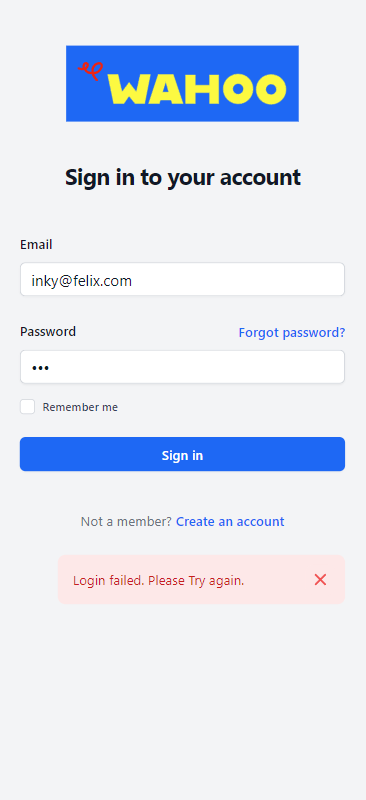 WAHOO
Sign in to your account
Email
inky@felix.com
Password Forgot password?
•••
Remember me
Sign in
Not a member? Create an account
Login failed. Please Try again.